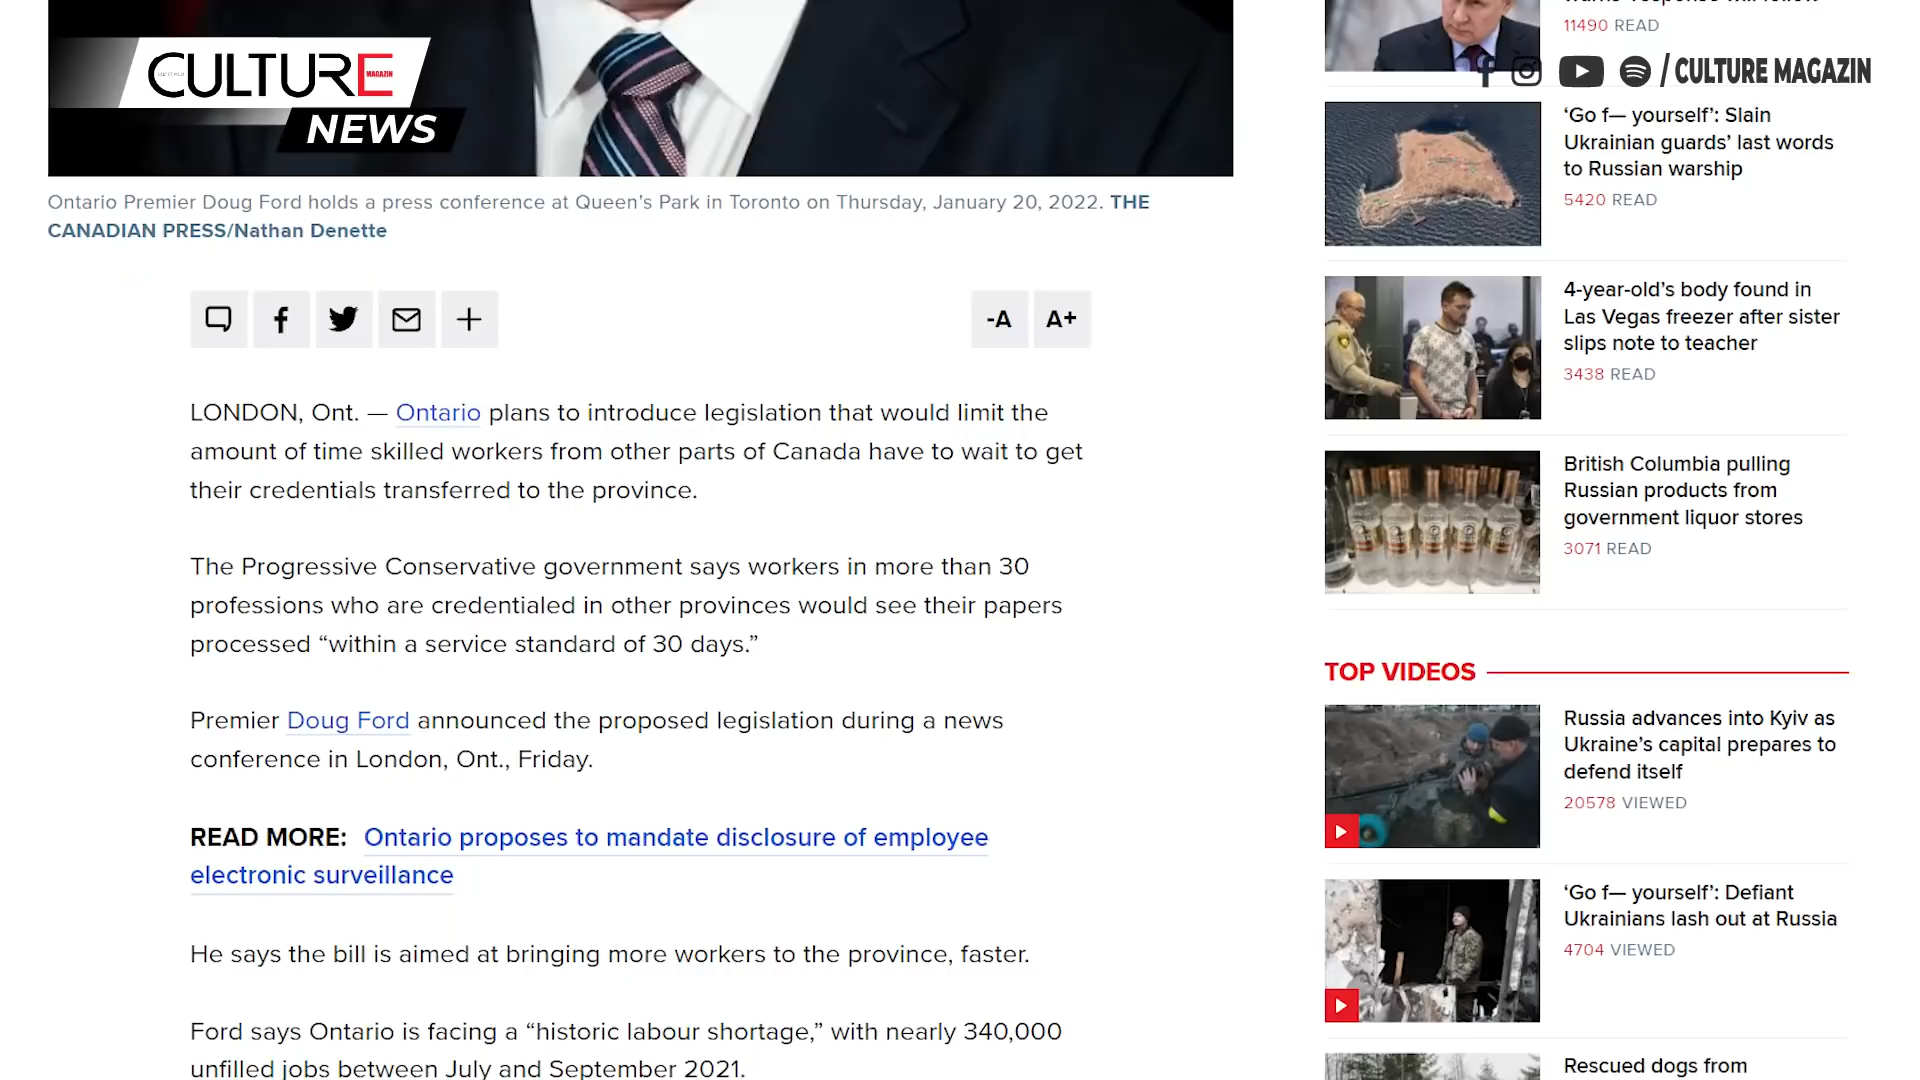 CULTURE
MAGAZIN
NEWS
Ontario Premier Doug Ford holds a press conference at Queen's Park in Toronto on Thursday, January 20, 2022. THE
CANADIAN PRESS/Nathan Denette
-A A+
LONDON, Ont. — Ontario plans to introduce legislation that would limit the
amount of time skilled workers from other parts of Canada have to wait to get
their credentials transferred to the province.
The Progressive Conservative government says workers in more than 30
professions who are credentialed in other provinces would see their papers
processed “within a service standard of 30 days.”
Premier Doug Ford announced the proposed legislation during a news
conference in London, Ont., Friday.
READ MORE: Ontario proposes to mandate disclosure of employee
electronic surveillance
He says the bill is aimed at bringing more workers to the province, faster.
Ford says Ontario is facing a “historic labour shortage,” with nearly 340,000
unfilled jobs between July and September 2021.
11490 READ
/ CULTURE MAGAZIN
‘Go f— yourself’: Slain
Ukrainian guards’ last words
to Russian warship
5420 READ
4-year-old’s body found in
Las Vegas freezer after sister
slips note to teacher
3438 READ
British Columbia pulling
Russian products from
government liquor stores
3071 READ
TOP VIDEOS
Russia advances into Kyiv as
Ukraine’s capital prepares to
defend itself
20578 VIEWED
‘Go f— yourself’: Defiant
Ukrainians lash out at Russia
4704 VIEWED
Rescued dogs from